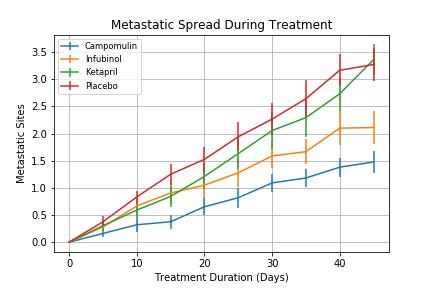 Metastatic Spread During Treatment
Metastatic Sites
3.5
3.0
2.5
2.0
1.5
1.0
0.5
0.0
Campomulin
Infubinol
Ketapril
Placebo
0 10 20 30 40
Treatment Duration (Days)